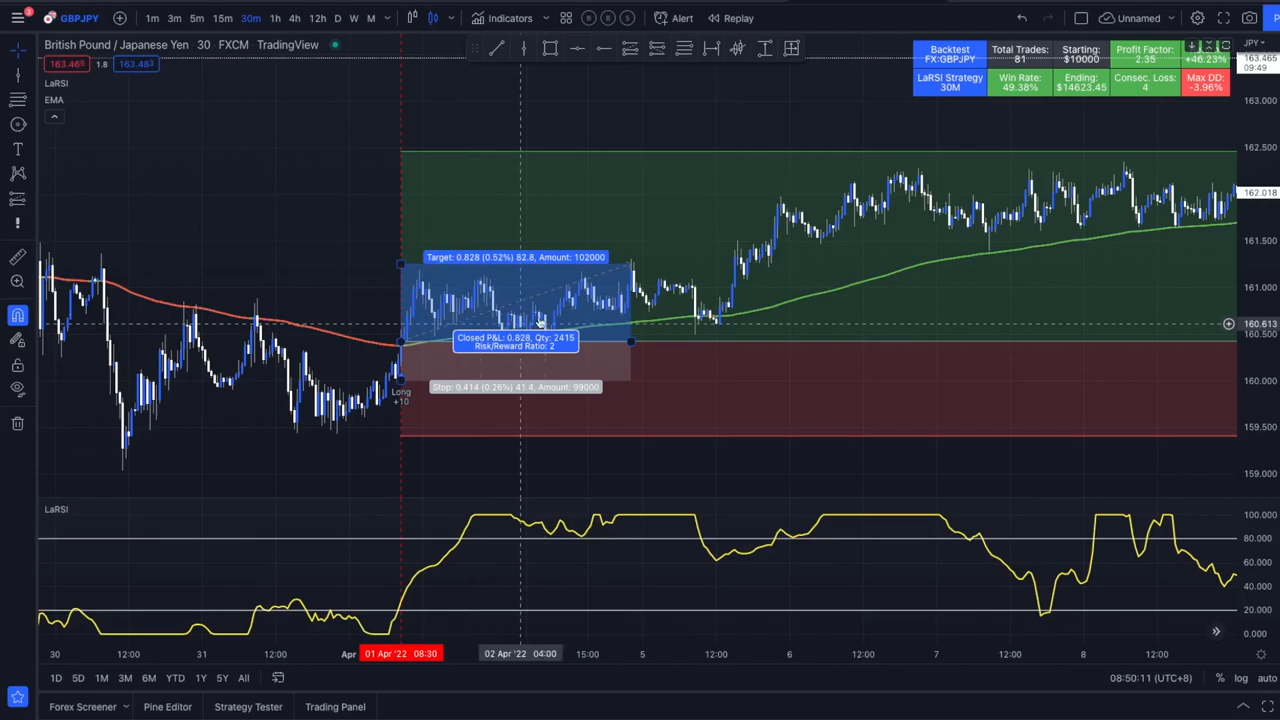 GBPJPY 1m 3m 5m 15m 30m 1h 4h 12h D W M Indicators Alert Replay Unnamed
British Pound / Japanese Yen · 30 · FXCM · TradingView
163.465 1.8 163.483
LaRSI
EMA
Backtest Total Trades: Starting: Profit Factor:
FX:GBPJPY 81 $10000 2.35 +46.23%
LaRSI Strategy Win Rate: Ending: Consec. Loss: Max DD:
30M 49.38% $14623.45 4 -3.96%
JPY
163.465
09:49
163.000
162.500
162.018
161.500
161.000
160.613
160.500
160.000
159.500
159.000
Target: 0.828 (0.52%) 82.8, Amount: 102000
Closed P&L: 0.828, Qty: 2415
Risk/Reward Ratio: 2
Stop: 0.414 (0.26%) 41.4, Amount: 99000
Long
+10
LaRSI
100.000
80.000
60.000
40.000
20.000
0.000
30 12:00 31 12:00 Apr 01 Apr '22 08:30 02 Apr '22 04:00 15:00 5 12:00 6 12:00 7 12:00 8 12:00
1D 5D 1M 3M 6M YTD 1Y 5Y All 08:50:11 (UTC+8) % log auto
Forex Screener Pine Editor Strategy Tester Trading Panel